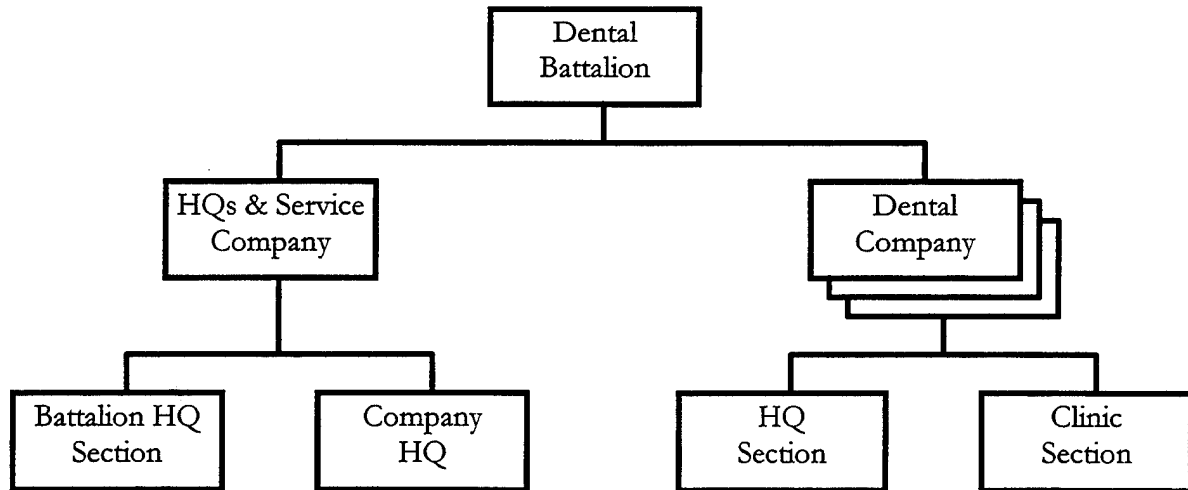 Dental
Battalion
HQs & Service
Company
Dental
Company
Battalion HQ
Section
Company
HQ
HQ
Section
Clinic
Section